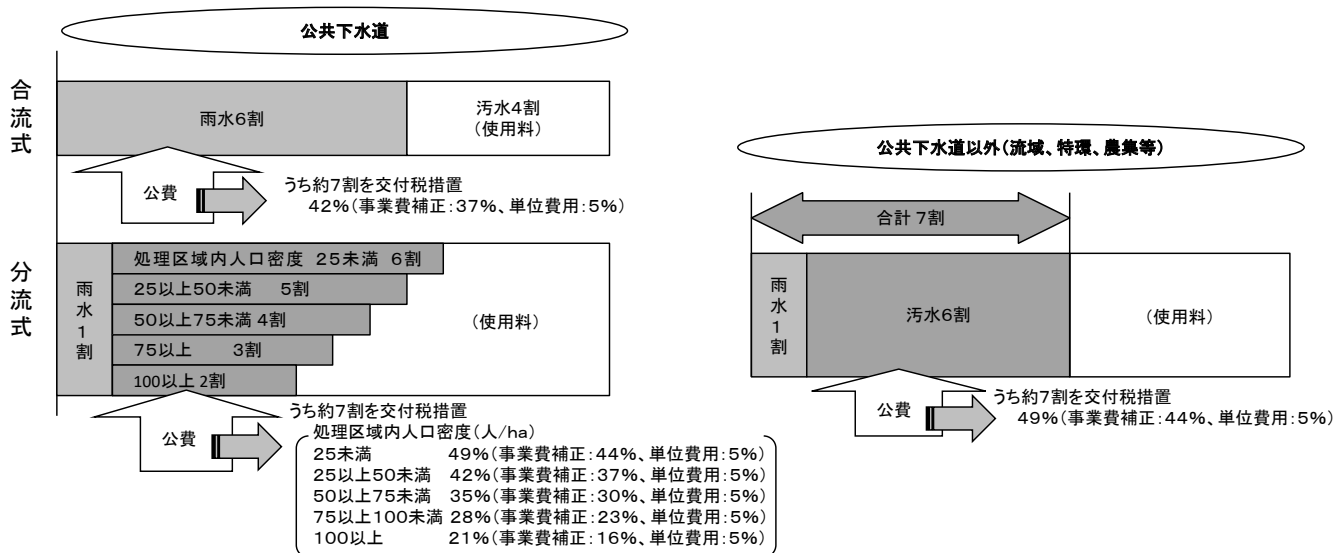 公共下水道
合流式
雨水6割
汚水4割
(使用料)
公費
うち約7割を交付税措置
42%(事業費補正:37%、単位費用:5%)
分流式
雨水1割
処理区域内人口密度 25未満 6割
25以上50未満 5割
50以上75未満 4割
75以上 3割
100以上 2割
(使用料)
公費
うち約7割を交付税措置
処理区域内人口密度(人/ha)
25未満 49%(事業費補正:44%、単位費用:5%)
25以上50未満 42%(事業費補正:37%、単位費用:5%)
50以上75未満 35%(事業費補正:30%、単位費用:5%)
75以上100未満 28%(事業費補正:23%、単位費用:5%)
100以上 21%(事業費補正:16%、単位費用:5%)
公共下水道以外(流域、特環、農集等)
合計 7割
雨水1割
汚水6割
(使用料)
公費
うち約7割を交付税措置
49%(事業費補正:44%、単位費用:5%)